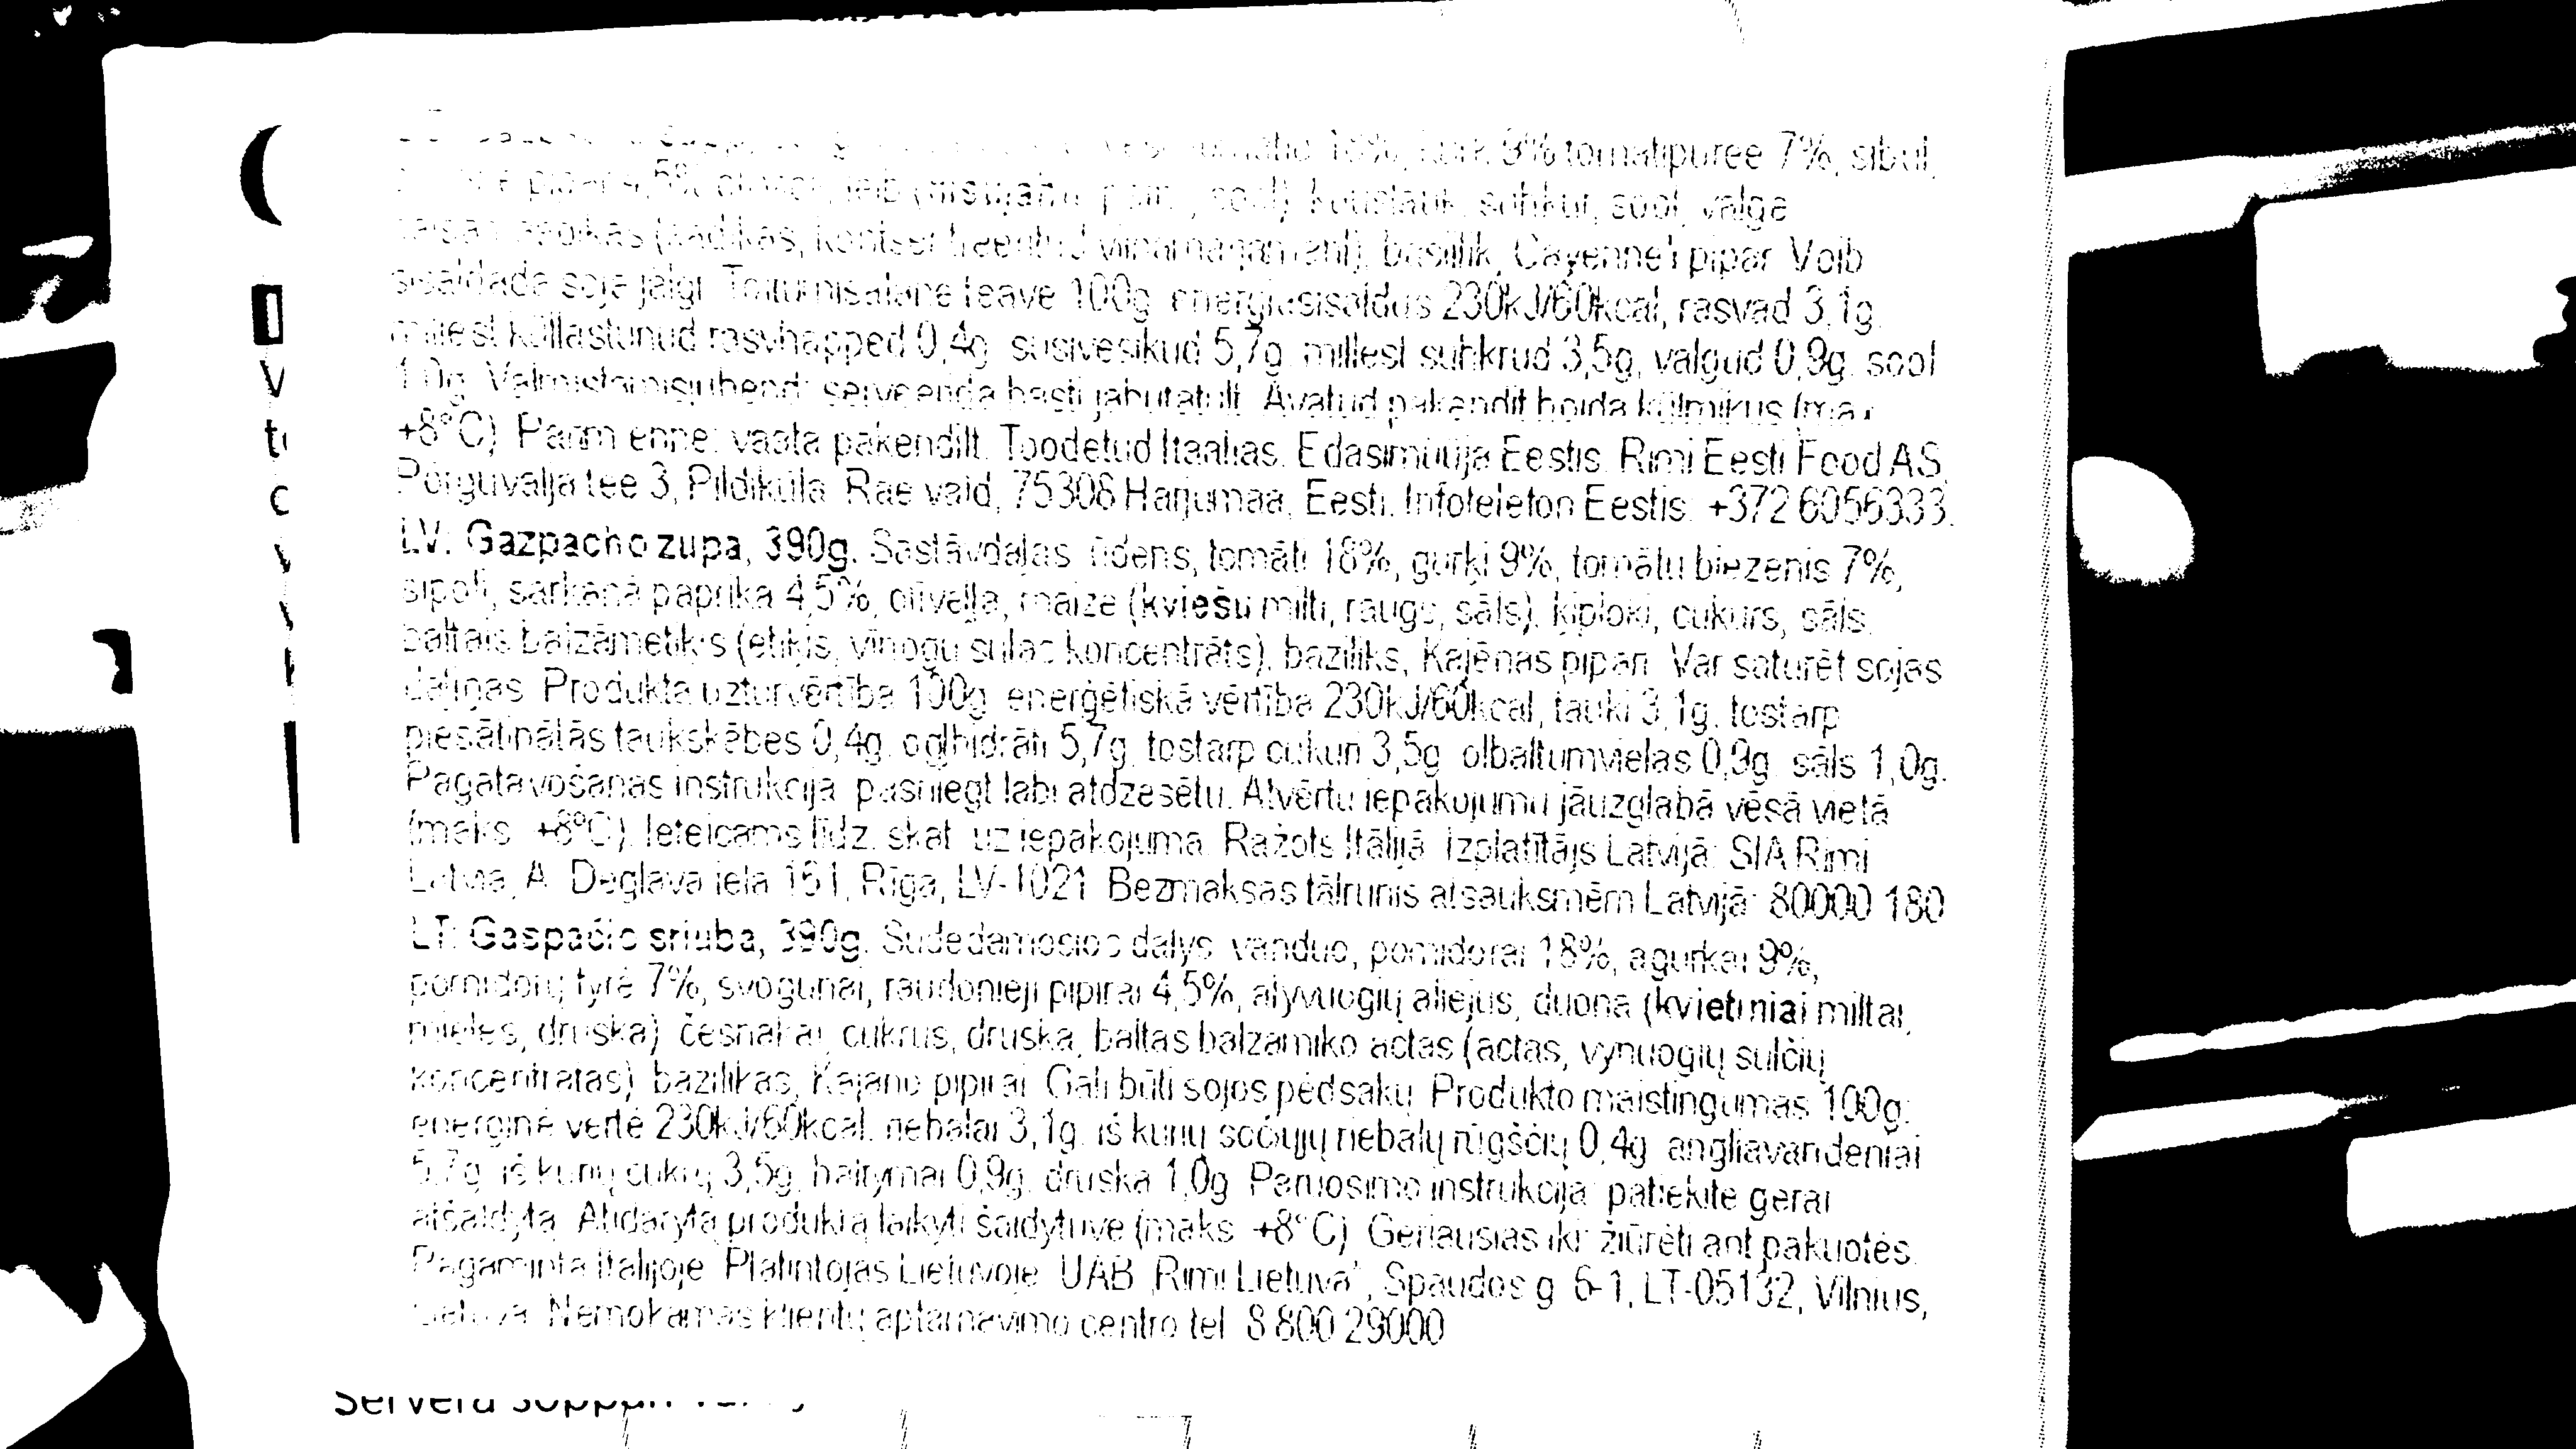 18%, kurk 9% tomatipüree 7%, sibul,
pipar 4,5% leib (nisujahu, sool) küüslauk, suhkur, sool, valge
(äädikas, kontsentreeritud viinamarjamahl), basiilik, Cayenne'i pipar. Võib
sisaldada soja jälgi. Toitumisalane teave 100g: energiasisaldus 230kJ/60kcal, rasvad 3,1g,
millest küllastunud rasvhapped 0,4g, süsivesikud 5,7g, millest suhkrud 3,5g, valgud 0,9g, sool
1,0g. Valmistamisjuhend: serveerida hästi jahutatult. Avatud pakendit hoida külmikus (max
+8°C). Parim enne: vaata pakendilt. Toodetud Itaalias. Edasimüüja Eestis: Rimi Eesti Food AS,
Põrguvälja tee 3, Pildiküla, Rae vald, 75308 Harjumaa, Eesti. Infotelefon Eestis: +372 6056333.
LV: Gazpacho zupa, 390g. Sastāvdaļas: ūdens, tomāti 18%, gurķi 9%, tomātu biezenis 7%,
sīpoli, sarkanā paprika 4,5%, olīveļļa, maize (kviešu milti, raugs, sāls), ķiploki, cukurs, sāls,
baltais balzāmetiķis (etiķis, vīnogu sulas koncentrāts), baziliks, Kajēnas pipari. Var saturēt sojas
daļiņas. Produkta uzturvērtība 100g: enerģētiskā vērtība 230kJ/60kcal, tauki 3,1g, tostarp
piesātinātās taukskābes 0,4g, ogļhidrāti 5,7g, tostarp cukuri 3,5g, olbaltumvielas 0,9g, sāls 1,0g.
Pagatavošanas instrukcija: pasniegt labi atdzesētu. Atvērtu iepakojumu jāuzglabā vēsā vietā
(maks. +8°C). Ieteicams līdz: skat. uz iepakojuma. Ražots Itālijā. Izplatītājs Latvijā: SIA Rimi
Latvia, A. Deglava iela 161, Rīga, LV-1021. Bezmaksas tālrunis atsauksmēm Latvijā: 80000 180
LT: Gaspačio sriuba, 390g. Sudedamosios dalys: vanduo, pomidorai 18%, agurkai 9%,
pomidorų tyrė 7%, svogūnai, raudonieji pipirai 4,5%, alyvuogių aliejus, duona (kvietiniai miltai,
mielės, druska), česnakai, cukrus, druska, baltas balzamiko actas (actas, vynuogių sulčių
koncentratas), bazilikas, Kajano pipirai. Gali būti sojos pėdsakų. Produkto maistingumas 100g:
energinė vertė 230kJ/60kcal, riebalai 3,1g, iš kurių sočiųjų riebalų rūgščių 0,4g, angliavandeniai
5,7g, iš kurių cukrų 3,5g, baltymai 0,9g, druska 1,0g. Paruošimo instrukcija: patiekite gerai
atšaldytą. Atidarytą produktą laikyti šaldytuve (maks. +8°C). Geriausias iki: žiūrėti ant pakuotės.
Pagaminta Italijoje. Platintojas Lietuvoje: UAB „Rimi Lietuva", Spaudos g. 6-1, LT-05132, Vilnius,
Lietuva. Nemokamas klientų aptarnavimo centro tel. 8 800 29000
Servera soppan